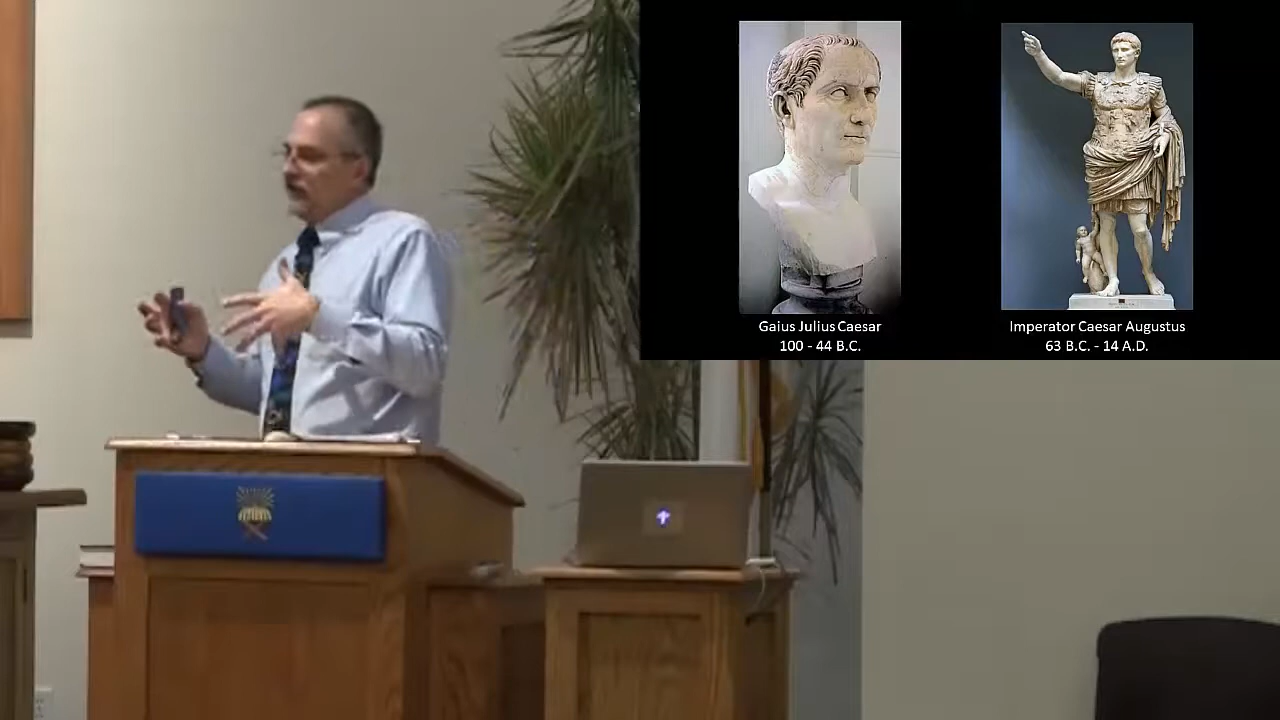 Gaius Julius Caesar
100 - 44 B.C.
Imperator Caesar Augustus
63 B.C. - 14 A.D.